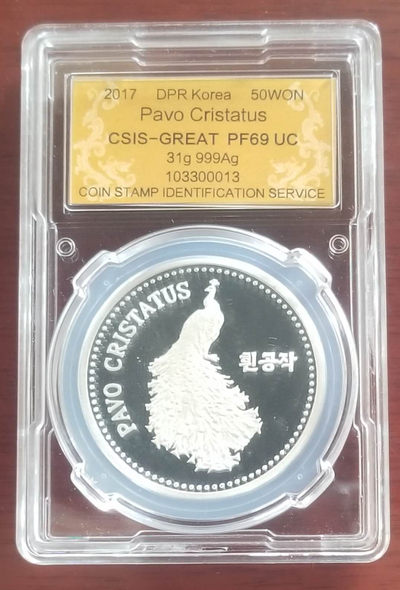 2017 DPR Korea 50WON
Pavo Cristatus
CSIS-GREAT PF69 UC
31g 999Ag
103300013
COIN STAMP IDENTIFICATION SERVICE
PAVO CRISTATUS
흰공작